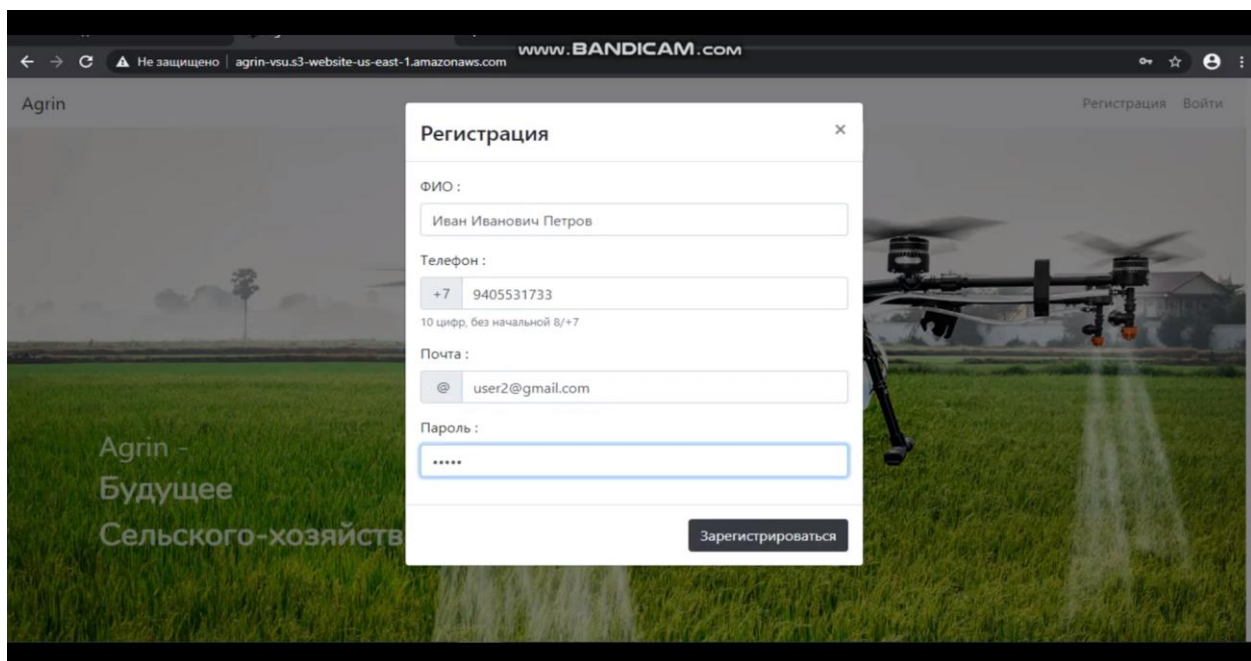 www.BANDICAM.com
Не защищено | agrin-vsu.s3-website-us-east-1.amazonaws.com
Agrin
Регистрация Войти
Регистрация ×
ФИО :
Иван Иванович Петров
Телефон :
+7 9405531733
10 цифр, без начальной 8/+7
Почта :
@ user2@gmail.com
Пароль :
•••••
Зарегистрироваться
Agrin -
Будущее
Сельского-хозяйств